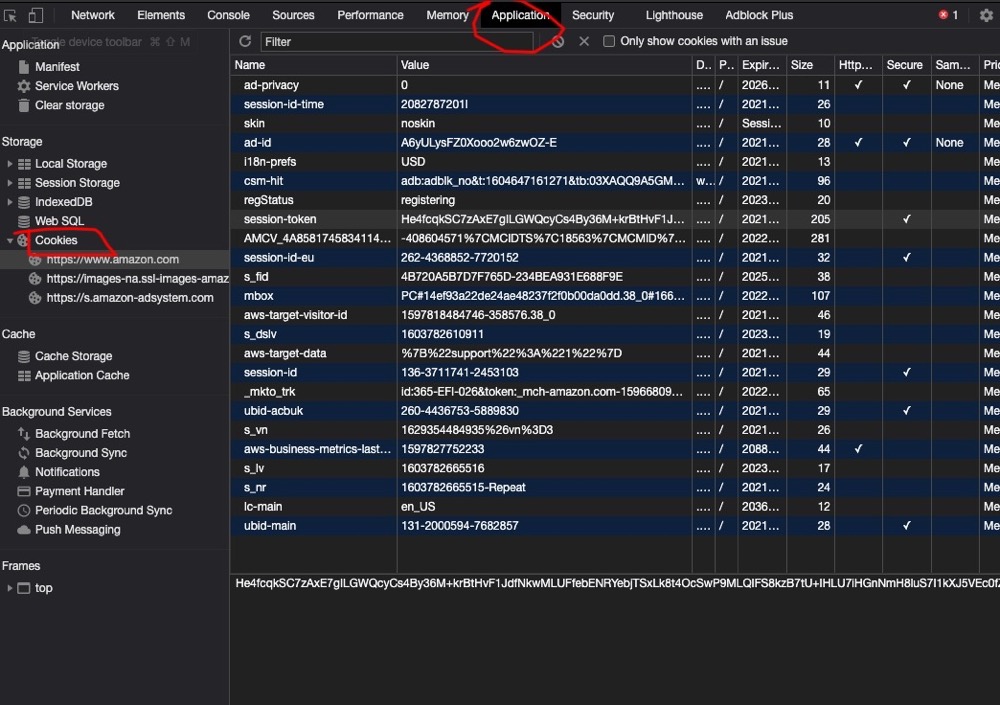 Network Elements Console Sources Performance Memory Application Security Lighthouse Adblock Plus 1
Application Toggle device toolbar ⌘ ⇧ M
Filter Only show cookies with an issue
Manifest
Service Workers
Clear storage
Storage
Local Storage
Session Storage
IndexedDB
Web SQL
Cookies
https://www.amazon.com
https://images-na.ssl-images-amaz
https://s.amazon-adsystem.com
Cache
Cache Storage
Application Cache
Background Services
Background Fetch
Background Sync
Notifications
Payment Handler
Periodic Background Sync
Push Messaging
Frames
top
Name Value D.. P.. Expir... Size Http... Secure Sam... Prio
ad-privacy 0 .... / 2026... 11 ✓ ✓ None Me
session-id-time 2082787201l .... / 2021... 26 Me
skin noskin .... / Sessi... 10 Me
ad-id A6yULysFZ0Xooo2w6zwOZ-E .... / 2021... 28 ✓ ✓ None Me
i18n-prefs USD .... / 2021... 13 Me
csm-hit adb:adblk_no&t:1604647161271&tb:03XAQQ9A5GM... w... / 2021... 96 Me
regStatus registering .... / 2023... 20 Me
session-token He4fcqkSC7zAxE7gILGWQcyCs4By36M+krBtHvF1J... .... / 2021... 205 ✓ Me
AMCV_4A8581745834114... -408604571%7CMCIDTS%7C18563%7CMCMID%7C... .... / 2022... 281 Me
session-id-eu 262-4368852-7720152 .... / 2021... 32 ✓ Me
s_fid 4B720A5B7D7F765D-234BEA931E688F9E .... / 2025... 38 Me
mbox PC#14ef93a22de24ae48237f2f0b00da0dd.38_0#166... .... / 2022... 107 Me
aws-target-visitor-id 1597818484746-358576.38_0 .... / 2021... 46 Me
s_dslv 1603782610911 .... / 2023... 19 Me
aws-target-data %7B%22support%22%3A%221%22%7D .... / 2021... 44 Me
session-id 136-3711741-2453103 .... / 2021... 29 ✓ Me
_mkto_trk id:365-EFI-026&token:_mch-amazon.com-15966809... .... / 2022... 65 Me
ubid-acbuk 260-4436753-5889830 .... / 2021... 29 ✓ Me
s_vn 1629354484935%26vn%3D3 .... / 2021... 26 Me
aws-business-metrics-last... 1597827752233 .... / 2088... 44 ✓ Me
s_lv 1603782665516 .... / 2023... 17 Me
s_nr 1603782665515-Repeat .... / 2021... 24 Me
lc-main en_US .... / 2036... 12 Me
ubid-main 131-2000594-7682857 .... / 2021... 28 ✓ Me
He4fcqkSC7zAxE7gILGWQcyCs4By36M+krBtHvF1JdfNkwMLUFfebENRYebjTSxLk8t4OcSwP9MLQIFS8kzB7tU+IHLU7lHGnNmH8luS7I1kXJ5VEc0f